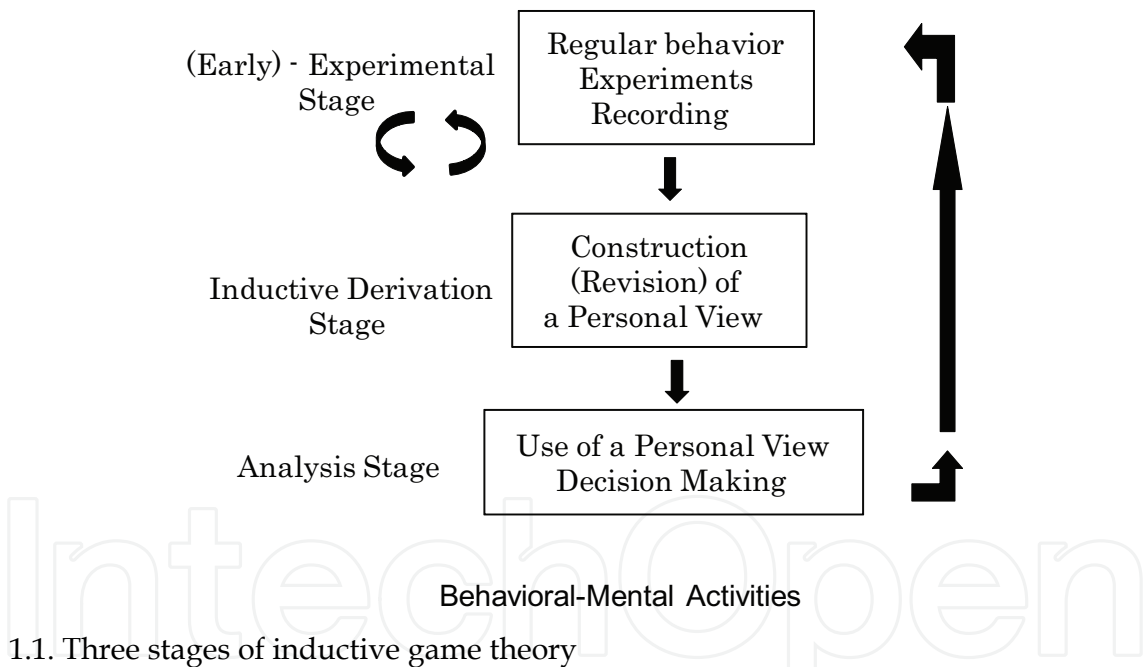 (Early) - Experimental
Stage
Regular behavior
Experiments
Recording
Inductive Derivation
Stage
Construction
(Revision) of
a Personal View
Analysis Stage
Use of a Personal View
Decision Making
IntechOpen
Behavioral-Mental Activities
1.1. Three stages of inductive game theory